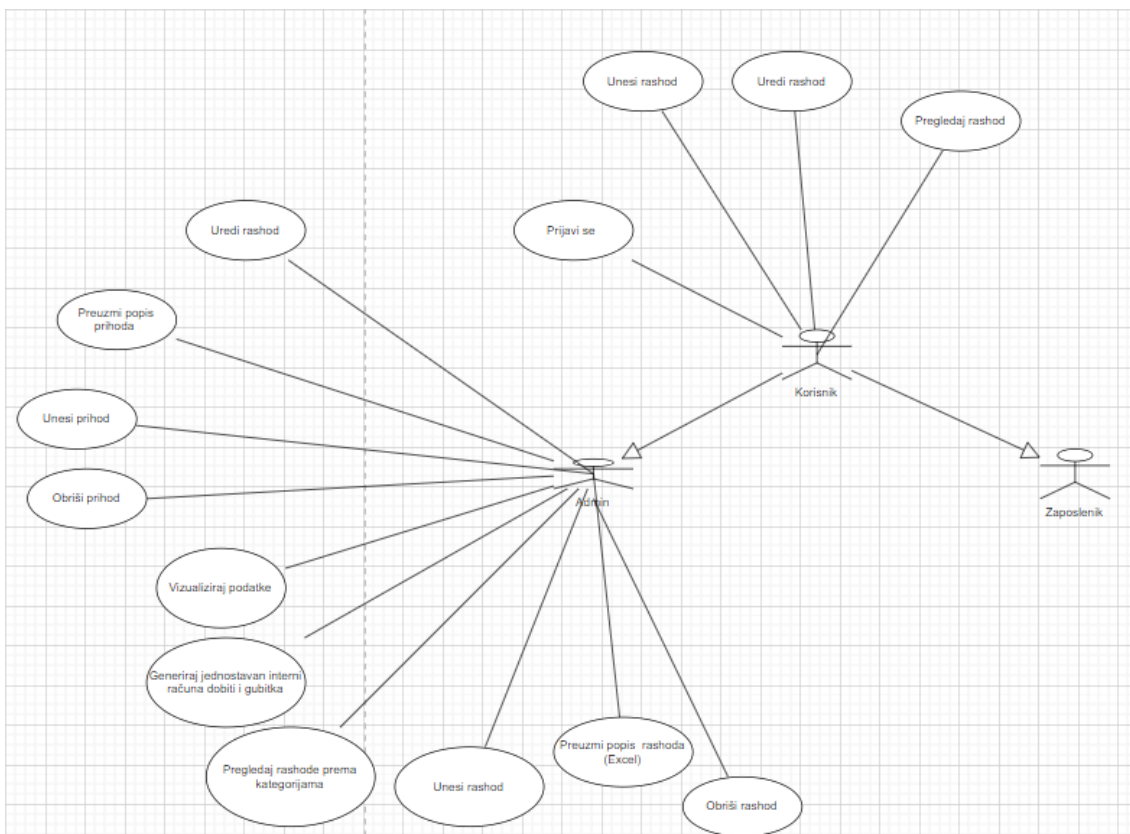 Unesi rashod
Uredi rashod
Pregledaj rashod
Uredi rashod
Prijavi se
Preuzmi popis
prihoda
Korisnik
Unesi prihod
Obriši prihod
Admin
Zaposlenik
Vizualiziraj podatke
Generiraj jednostavan interni
računa dobiti i gubitka
Pregledaj rashode prema
kategorijama
Unesi rashod
Preuzmi popis rashoda
(Excel)
Obriši rashod